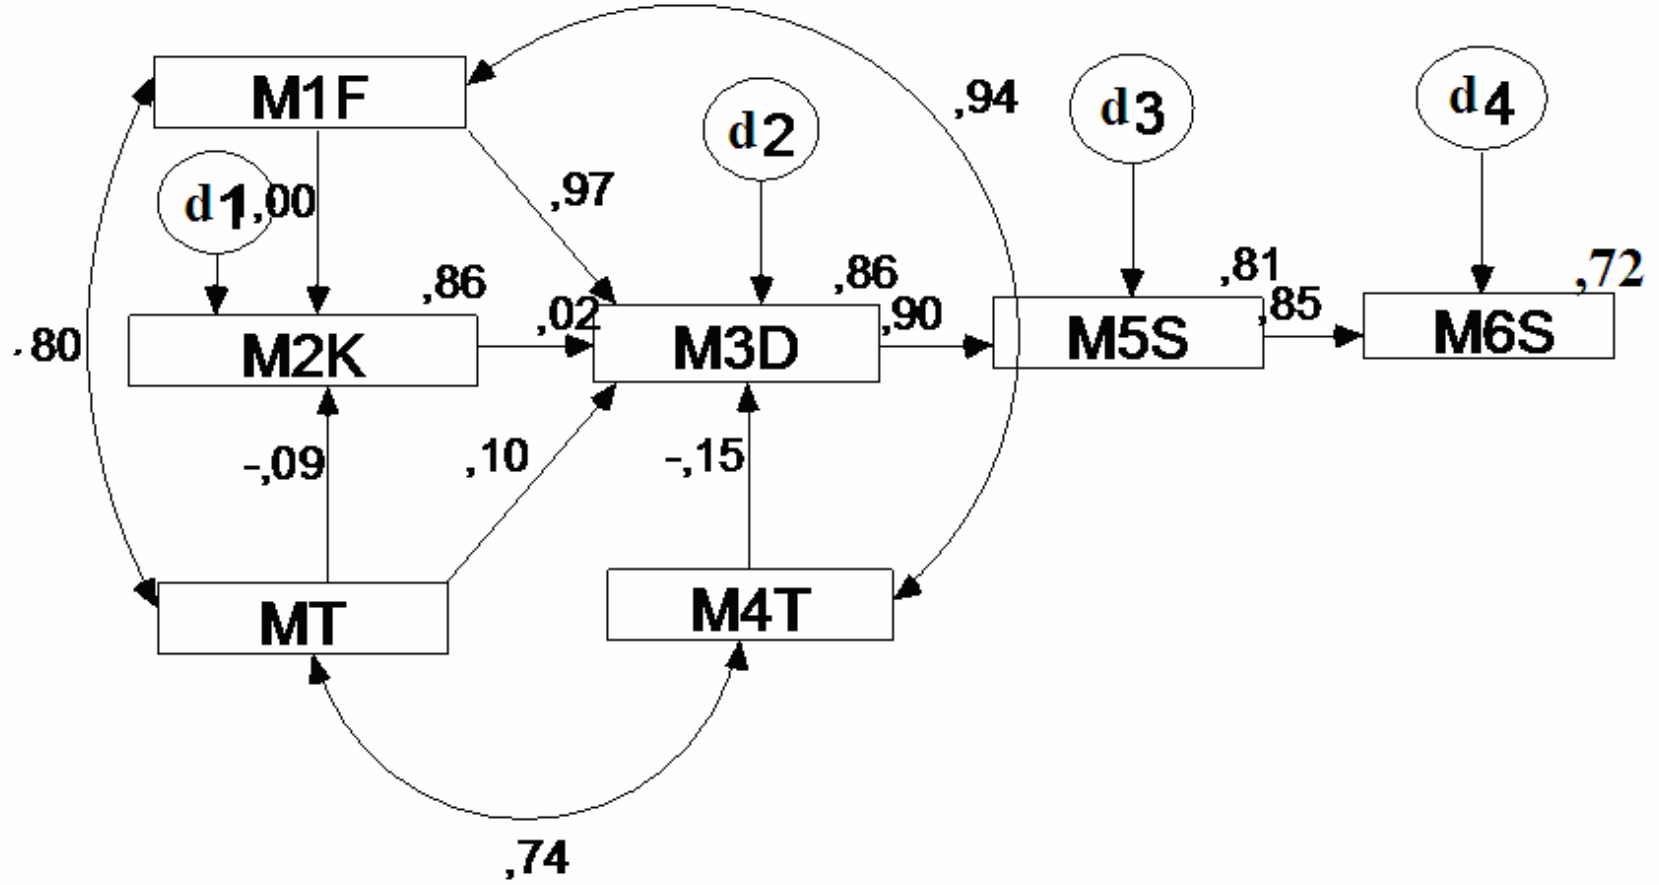 M1F
,94
d2
d3
d4
,97
d1
,00
,86
,02
M2K
,80
M3D
,86
,90
M5S
,81
,85
M6S
,72
-,09
,10
-,15
MT
M4T
,74